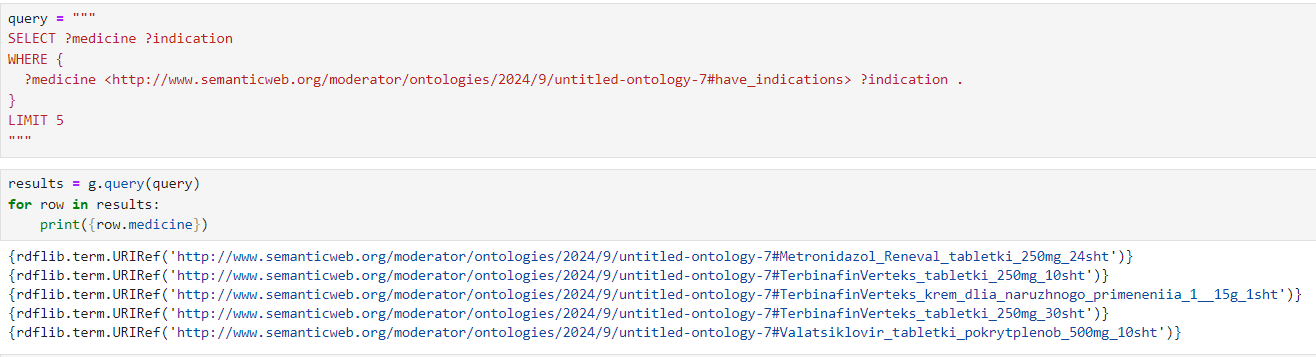 query = """
SELECT ?medicine ?indication
WHERE {
  ?medicine <http://www.semanticweb.org/moderator/ontologies/2024/9/untitled-ontology-7#have_indications> ?indication .
}
LIMIT 5
"""
results = g.query(query)
for row in results:
    print({row.medicine})
{rdflib.term.URIRef('http://www.semanticweb.org/moderator/ontologies/2024/9/untitled-ontology-7#Metronidazol_Reneval_tabletki_250mg_24sht')}
{rdflib.term.URIRef('http://www.semanticweb.org/moderator/ontologies/2024/9/untitled-ontology-7#TerbinafinVerteks_tabletki_250mg_10sht')}
{rdflib.term.URIRef('http://www.semanticweb.org/moderator/ontologies/2024/9/untitled-ontology-7#TerbinafinVerteks_krem_dlia_naruzhnogo_primeneniia_1__15g_1sht')}
{rdflib.term.URIRef('http://www.semanticweb.org/moderator/ontologies/2024/9/untitled-ontology-7#TerbinafinVerteks_tabletki_250mg_30sht')}
{rdflib.term.URIRef('http://www.semanticweb.org/moderator/ontologies/2024/9/untitled-ontology-7#Valatsiklovir_tabletki_pokrytplenob_500mg_10sht')}